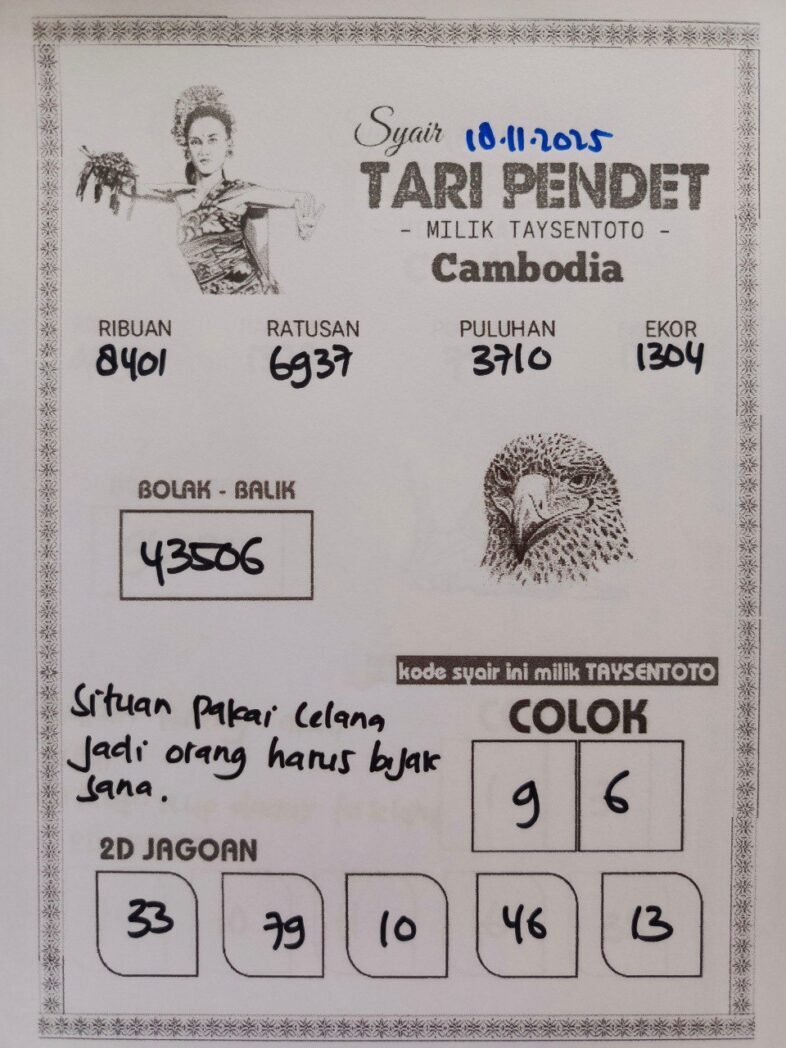 Syair 18.11.2025
TARI PENDET
- MILIK TAYSENTOTO -
Cambodia
RIBUAN RATUSAN PULUHAN EKOR
8401 6937 3710 1304
BOLAK - BALIK
43506
kode syair ini milik TAYSENTOTO
Situan pakai celana
Jadi orang harus bijak
sana.
COLOK
9 6
2D JAGOAN
33 79 10 46 13